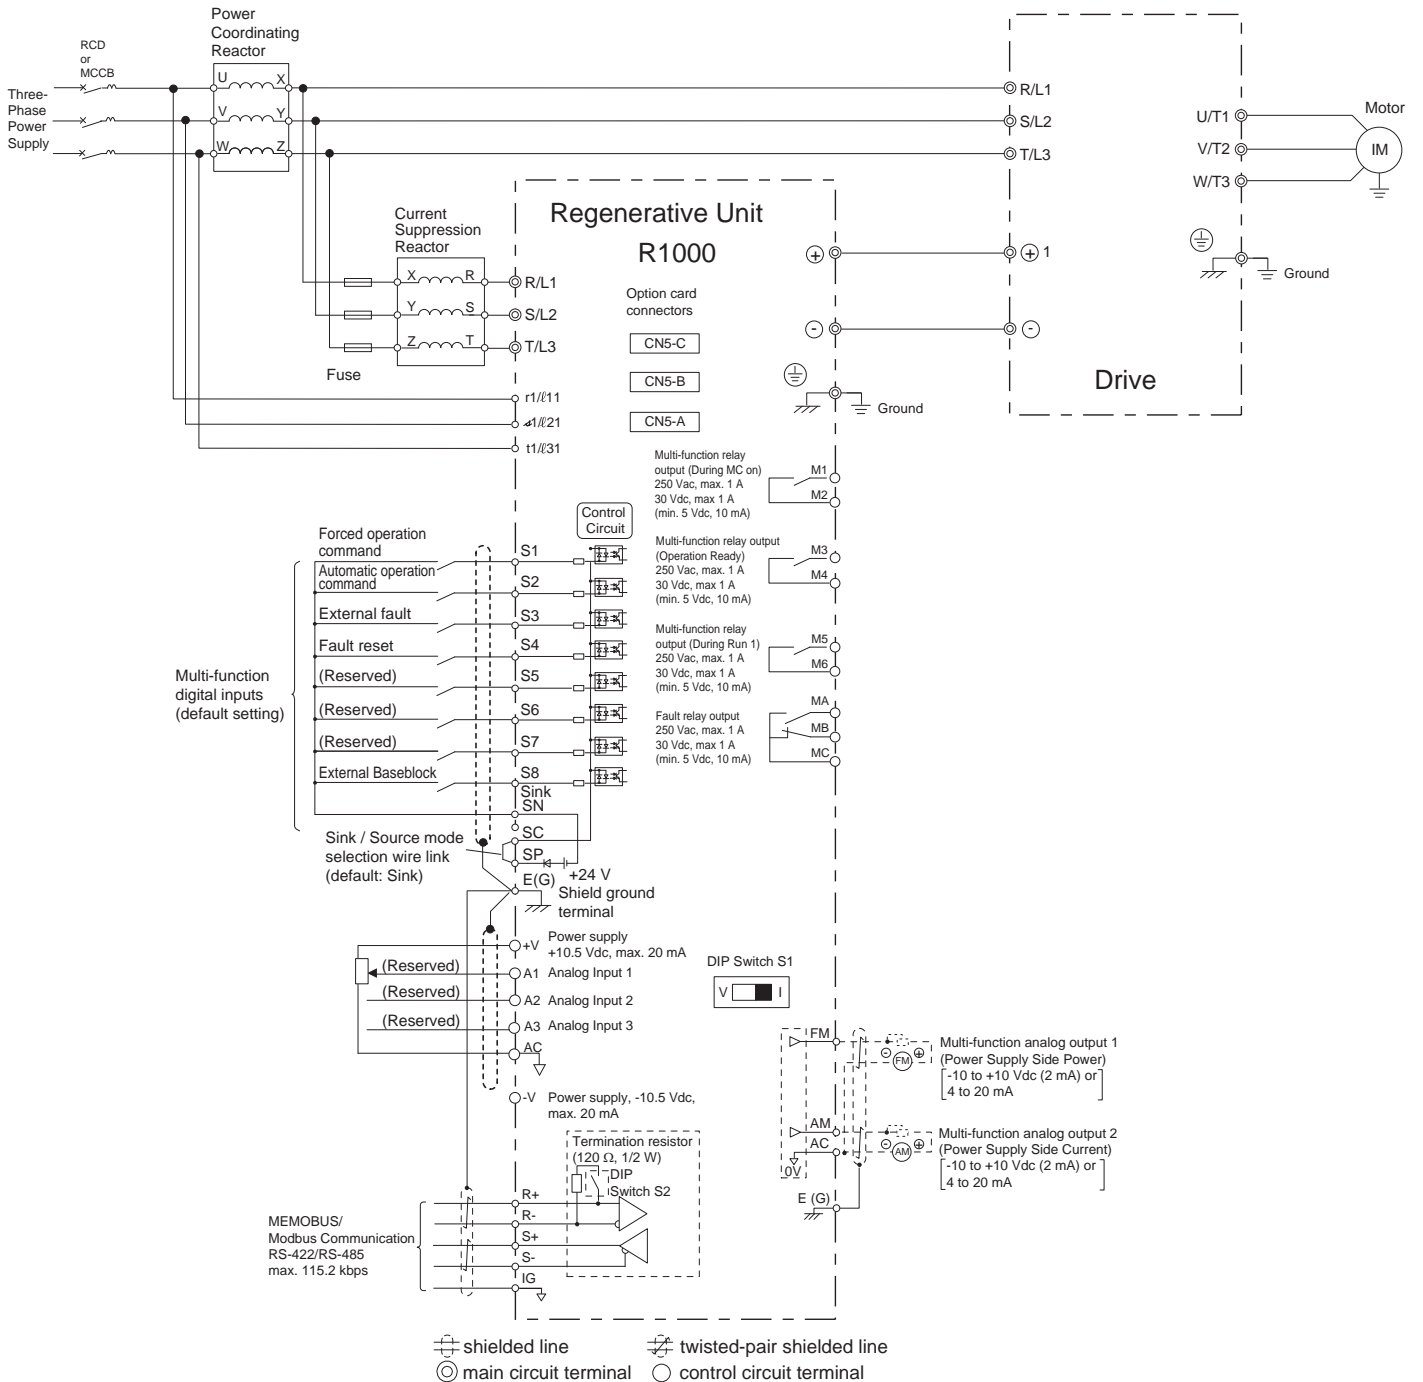 Power
Coordinating
Reactor
RCD
or
MCCB
Three-
Phase
Power
Supply
U
X
V
Y
W
Z
R/L1
S/L2
T/L3
U/T1
V/T2
W/T3
Motor
IM
Regenerative Unit
R1000
Current
Suppression
Reactor
X
R
Y
S
Z
T
R/L1
S/L2
T/L3
Fuse
r1/ℓ11
1/ℓ21
t1/ℓ31
Option card
connectors
CN5-C
CN5-B
CN5-A
+
-
+ 1
-
Ground
Drive
Ground
Multi-function relay
output (During MC on)
250 Vac, max. 1 A
30 Vdc, max 1 A
(min. 5 Vdc, 10 mA)
M1
M2
Multi-function relay output
(Operation Ready)
250 Vac, max. 1 A
30 Vdc, max 1 A
(min. 5 Vdc, 10 mA)
M3
M4
Multi-function relay
output (During Run 1)
250 Vac, max. 1 A
30 Vdc, max 1 A
(min. 5 Vdc, 10 mA)
M5
M6
Fault relay output
250 Vac, max. 1 A
30 Vdc, max 1 A
(min. 5 Vdc, 10 mA)
MA
MB
MC
Control
Circuit
Multi-function
digital inputs
(default setting)
Forced operation
command
S1
Automatic operation
command
S2
External fault
S3
Fault reset
S4
(Reserved)
S5
(Reserved)
S6
(Reserved)
S7
External Baseblock
S8
Sink
SN
SC
SP
+24 V
Sink / Source mode
selection wire link
(default: Sink)
E(G)
Shield ground
terminal
+V
Power supply
+10.5 Vdc, max. 20 mA
(Reserved)
A1 Analog Input 1
(Reserved)
A2 Analog Input 2
(Reserved)
A3 Analog Input 3
AC
-V
Power supply, -10.5 Vdc,
max. 20 mA
DIP Switch S1
V
I
FM
- FM +
Multi-function analog output 1
(Power Supply Side Power)
-10 to +10 Vdc (2 mA) or
4 to 20 mA
AM
AC
0V
- AM +
Multi-function analog output 2
(Power Supply Side Current)
-10 to +10 Vdc (2 mA) or
4 to 20 mA
E (G)
Termination resistor
(120 Ω, 1/2 W)
DIP
Switch S2
MEMOBUS/
Modbus Communication
RS-422/RS-485
max. 115.2 kbps
R+
R-
S+
S-
IG
shielded line
twisted-pair shielded line
main circuit terminal
control circuit terminal